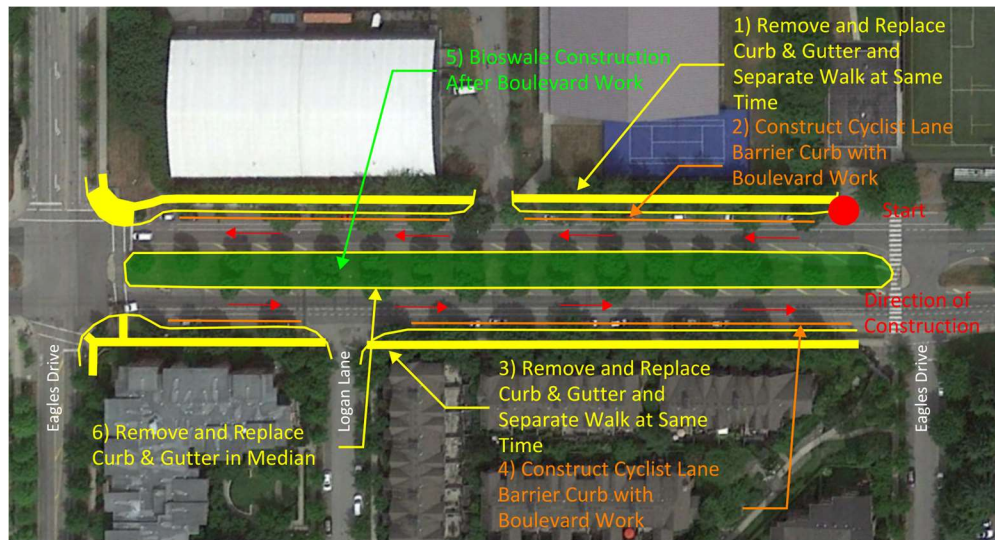 1) Remove and Replace
Curb & Gutter and
Separate Walk at Same
Time
2) Construct Cyclist Lane
Barrier Curb with
Boulevard Work
5) Bioswale Construction
After Boulevard Work
Start
Direction of
Construction
Eagles Drive
Logan Lane
Eagles Drive
3) Remove and Replace
Curb & Gutter and
Separate Walk at Same
Time
4) Construct Cyclist Lane
Barrier Curb with
Boulevard Work
6) Remove and Replace
Curb & Gutter in Median